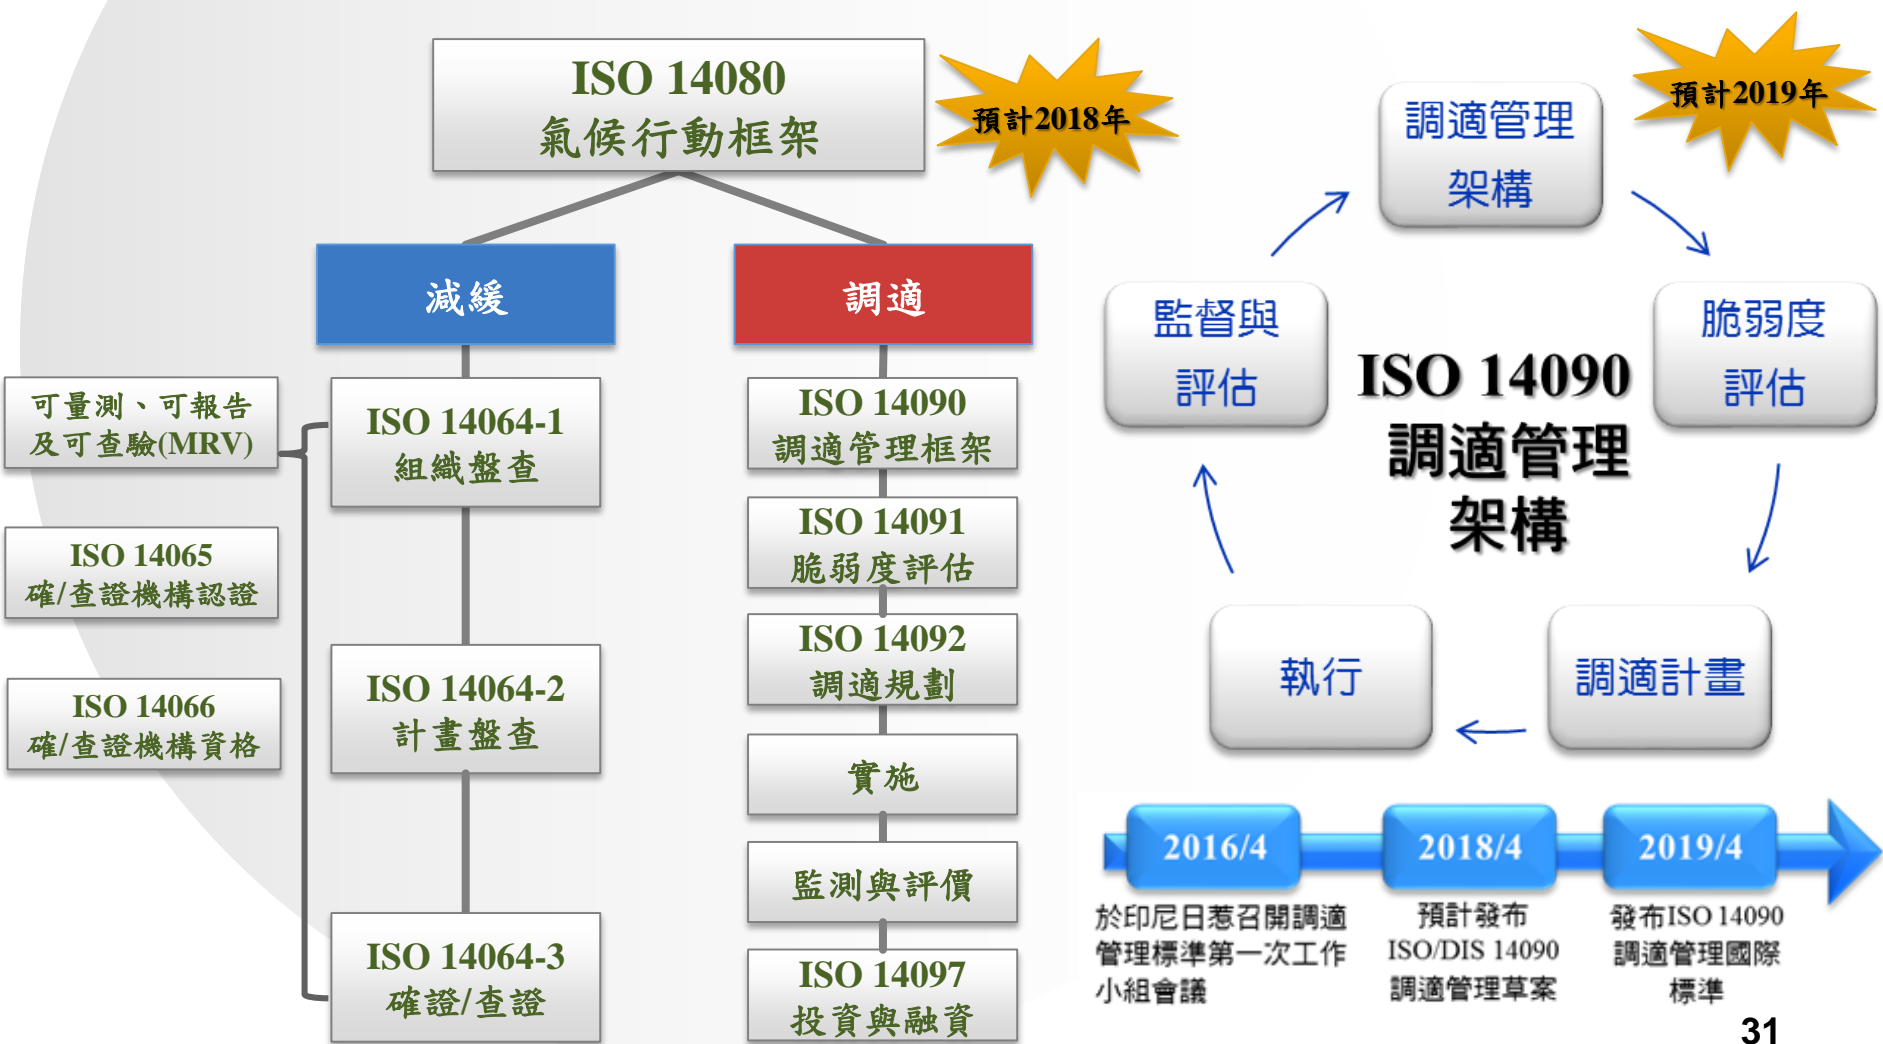 ISO 14080
氣候行動框架
預計2018年
減緩
調適
可量測、可報告
及可查驗(MRV)
ISO 14065
確/查證機構認證
ISO 14066
確/查證機構資格
ISO 14064-1
組織盤查
ISO 14064-2
計畫盤查
ISO 14064-3
確證/查證
ISO 14090
調適管理框架
ISO 14091
脆弱度評估
ISO 14092
調適規劃
實施
監測與評價
ISO 14097
投資與融資
預計2019年
調適管理
架構
脆弱度
評估
調適計畫
執行
監督與
評估
ISO 14090
調適管理
架構
2016/4
於印尼日惹召開調適
管理標準第一次工作
小組會議
2018/4
預計發布
ISO/DIS 14090
調適管理草案
2019/4
發布ISO 14090
調適管理國際
標準
31